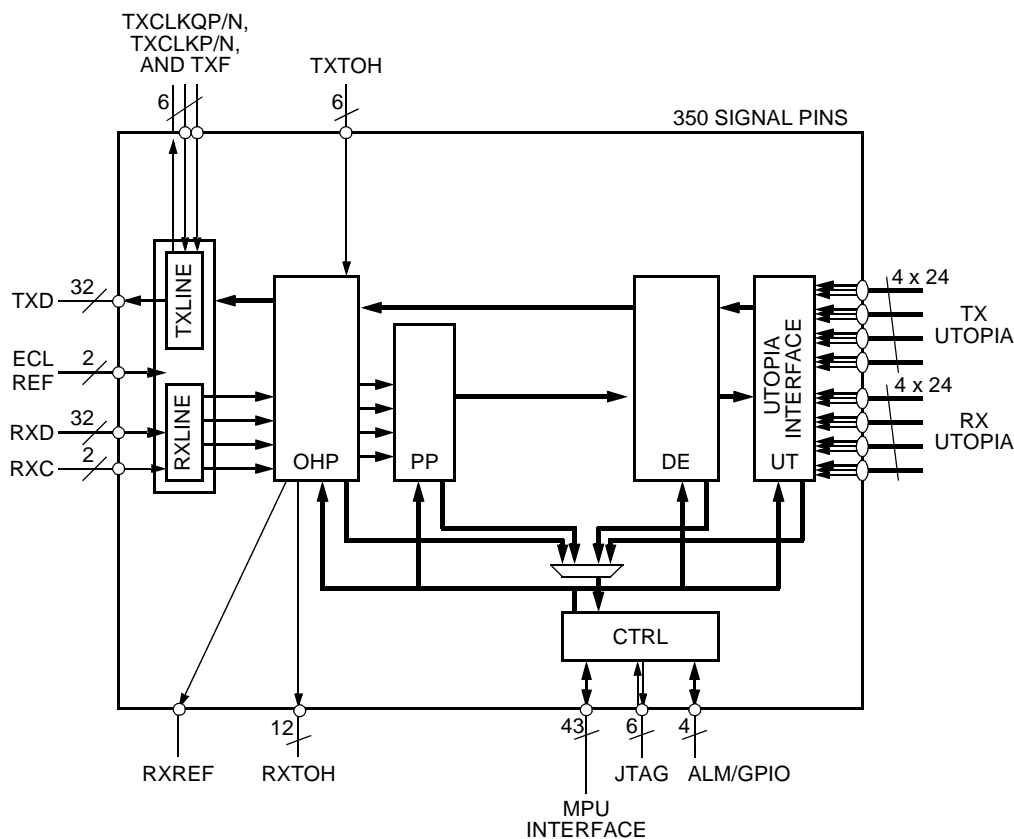 TXCLKQP/N,
TXCLKP/N,
AND TXF
TXTOH
6
6
350 SIGNAL PINS
TXLINE
TXD
32
ECL
REF
2
RXD
32
RXC
2
RXLINE
OHP
PP
DE
UTOPIA
INTERFACE
UT
4 x 24
TX
UTOPIA
4 x 24
RX
UTOPIA
CTRL
12
43
6
4
RXREF
RXTOH
JTAG
ALM/GPIO
MPU
INTERFACE